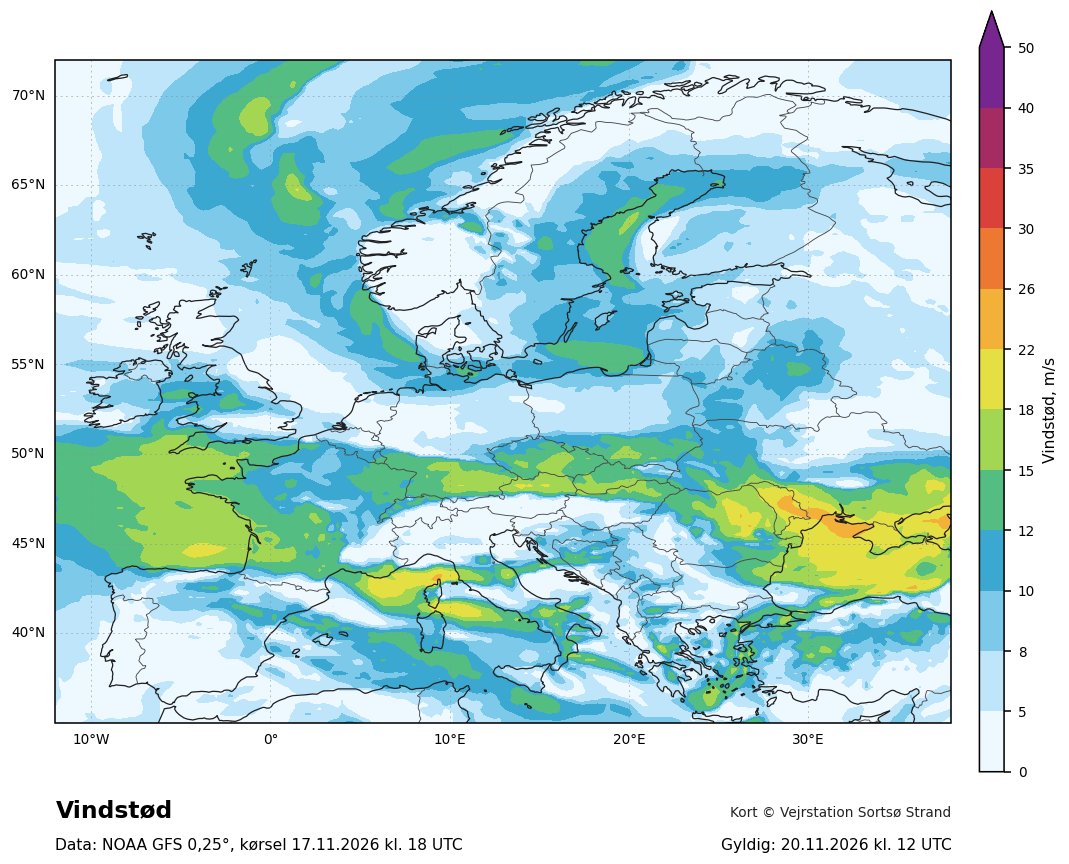 50
40
35
30
26
22
18
15
12
10
8
5
0
Vindstød, m/s
70°N
65°N
60°N
55°N
50°N
45°N
40°N
10°W
0°
10°E
20°E
30°E
Vindstød
Kort © Vejrstation Sortsø Strand
Data: NOAA GFS 0,25°, kørsel 17.11.2026 kl. 18 UTC
Gyldig: 20.11.2026 kl. 12 UTC